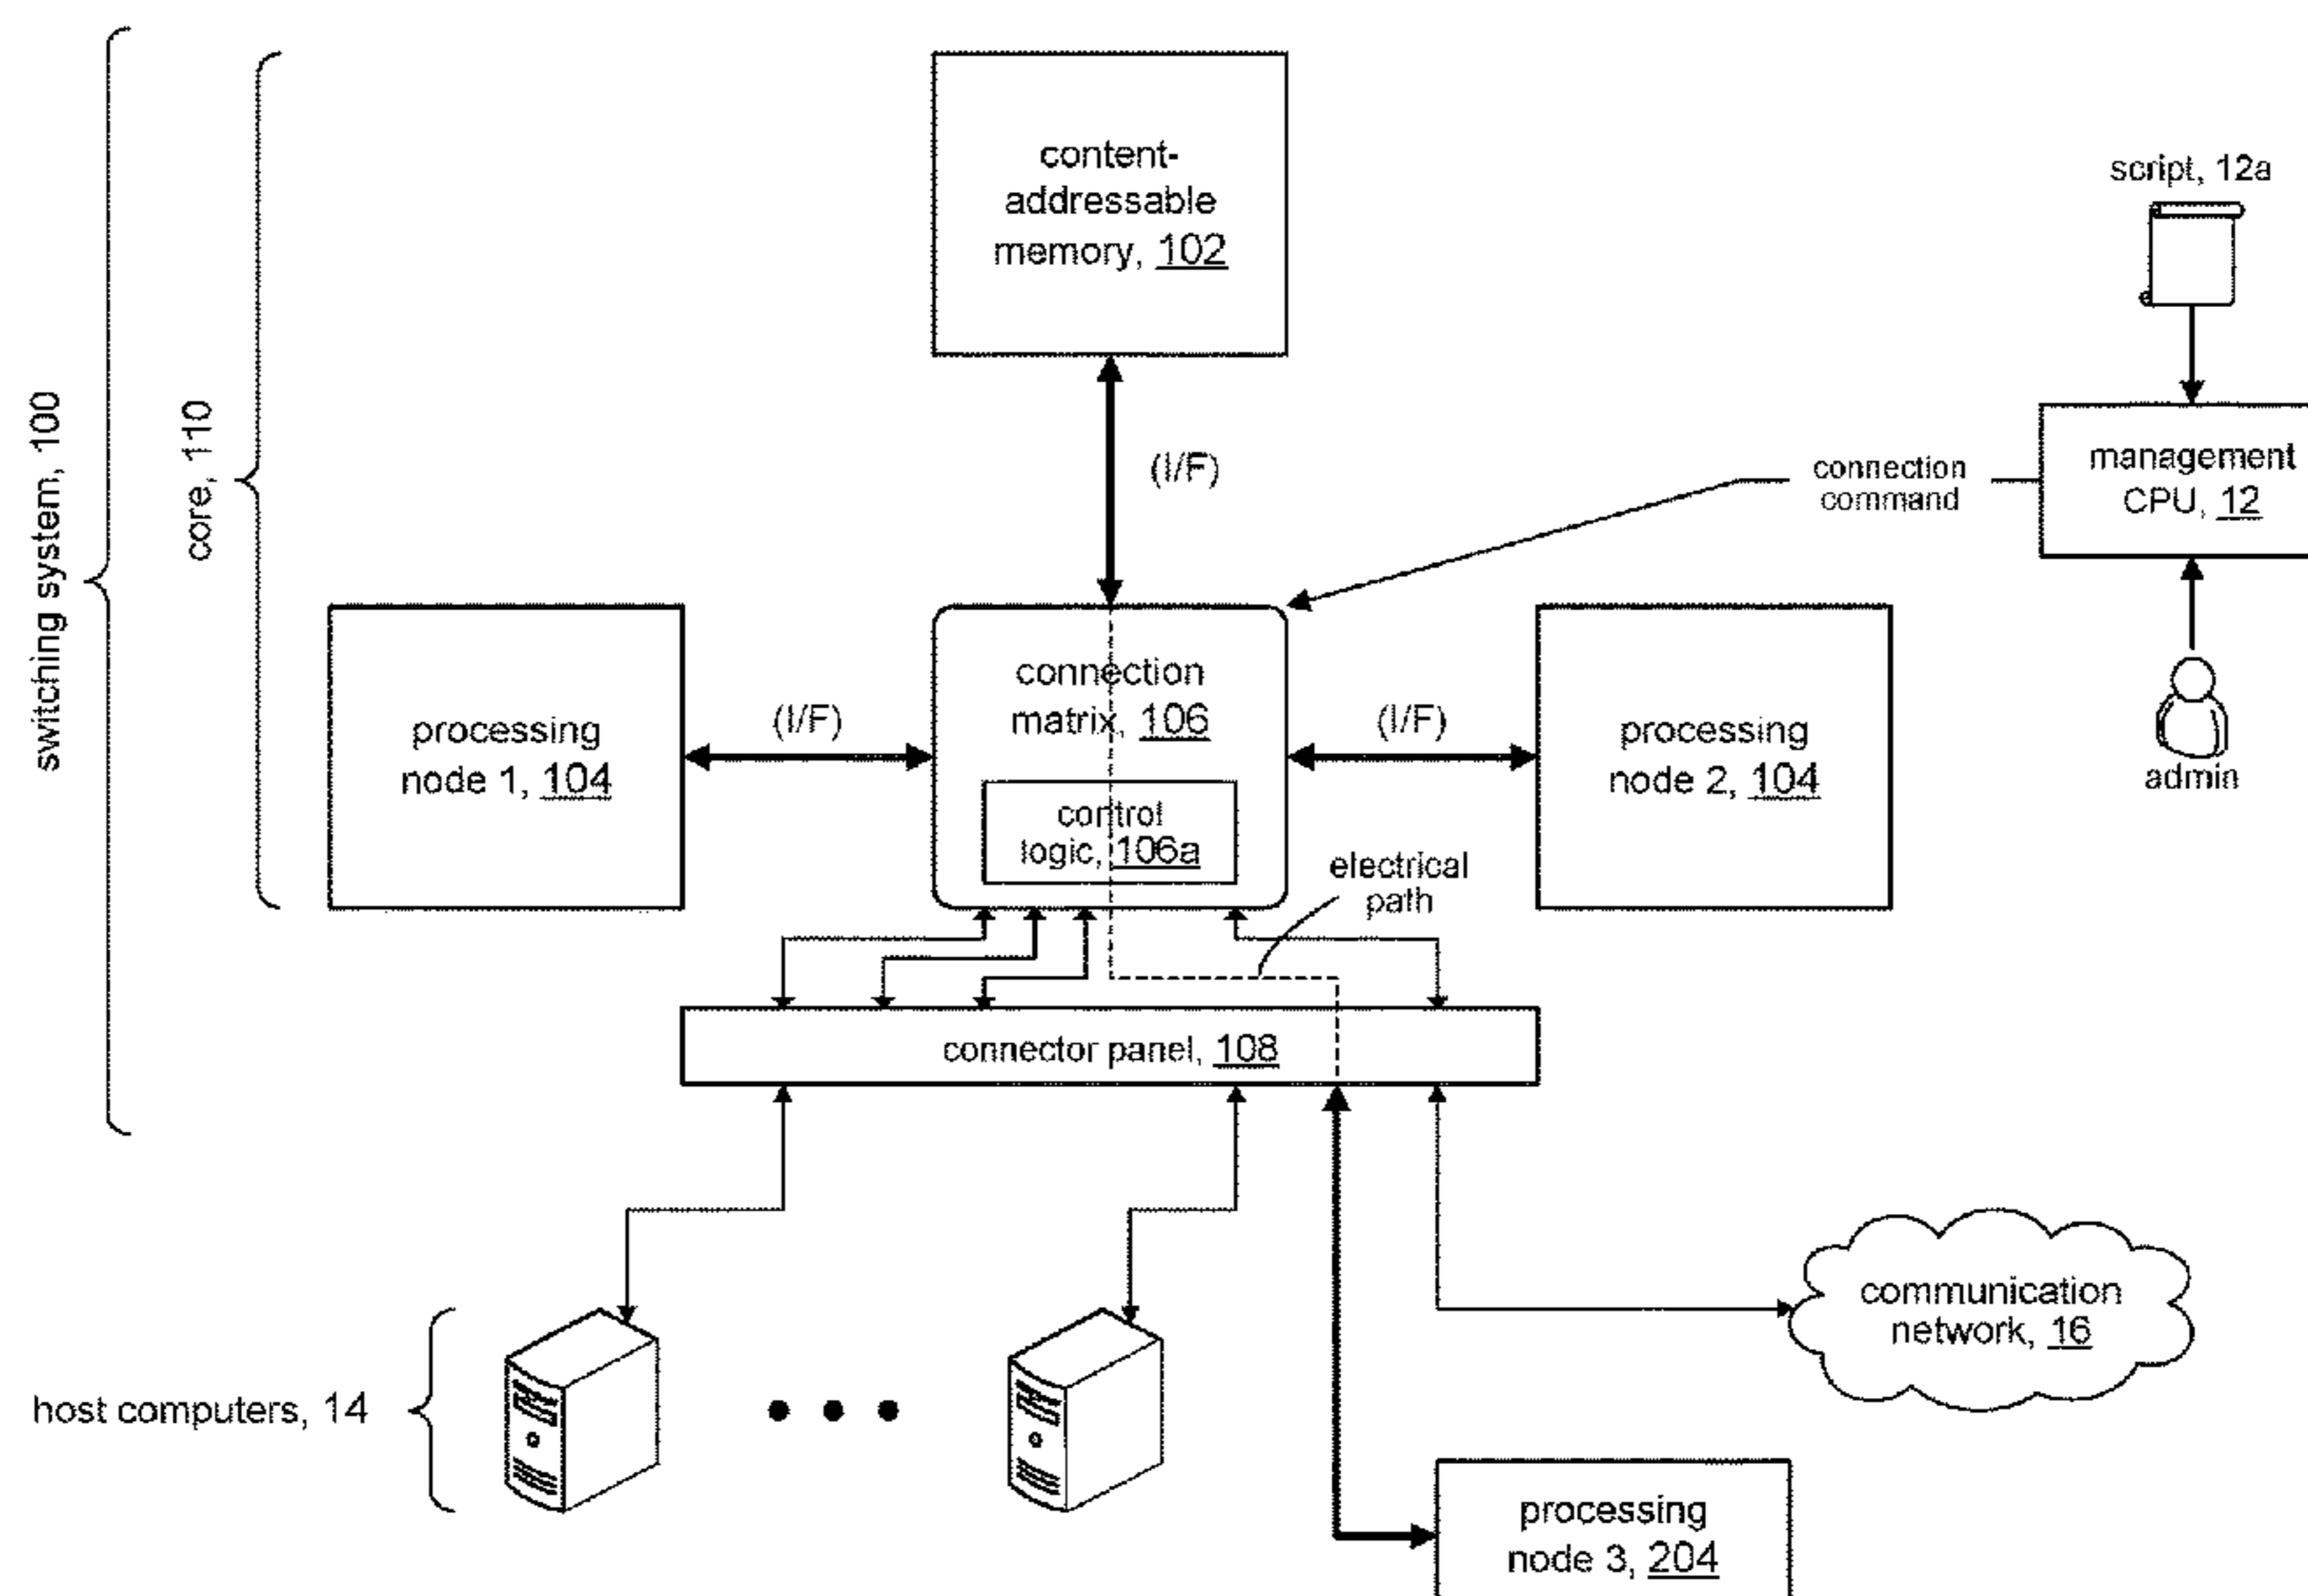 switching system, 100
core, 110
content-
addressable
memory, 102
script, 12a
(I/F)
connection
command
management
CPU, 12
processing
node 1, 104
(I/F)
connection
matrix, 106
(I/F)
processing
node 2, 104
admin
control
logic, 106a
electrical
path
connector panel, 108
communication
network, 16
host computers, 14
processing
node 3, 204